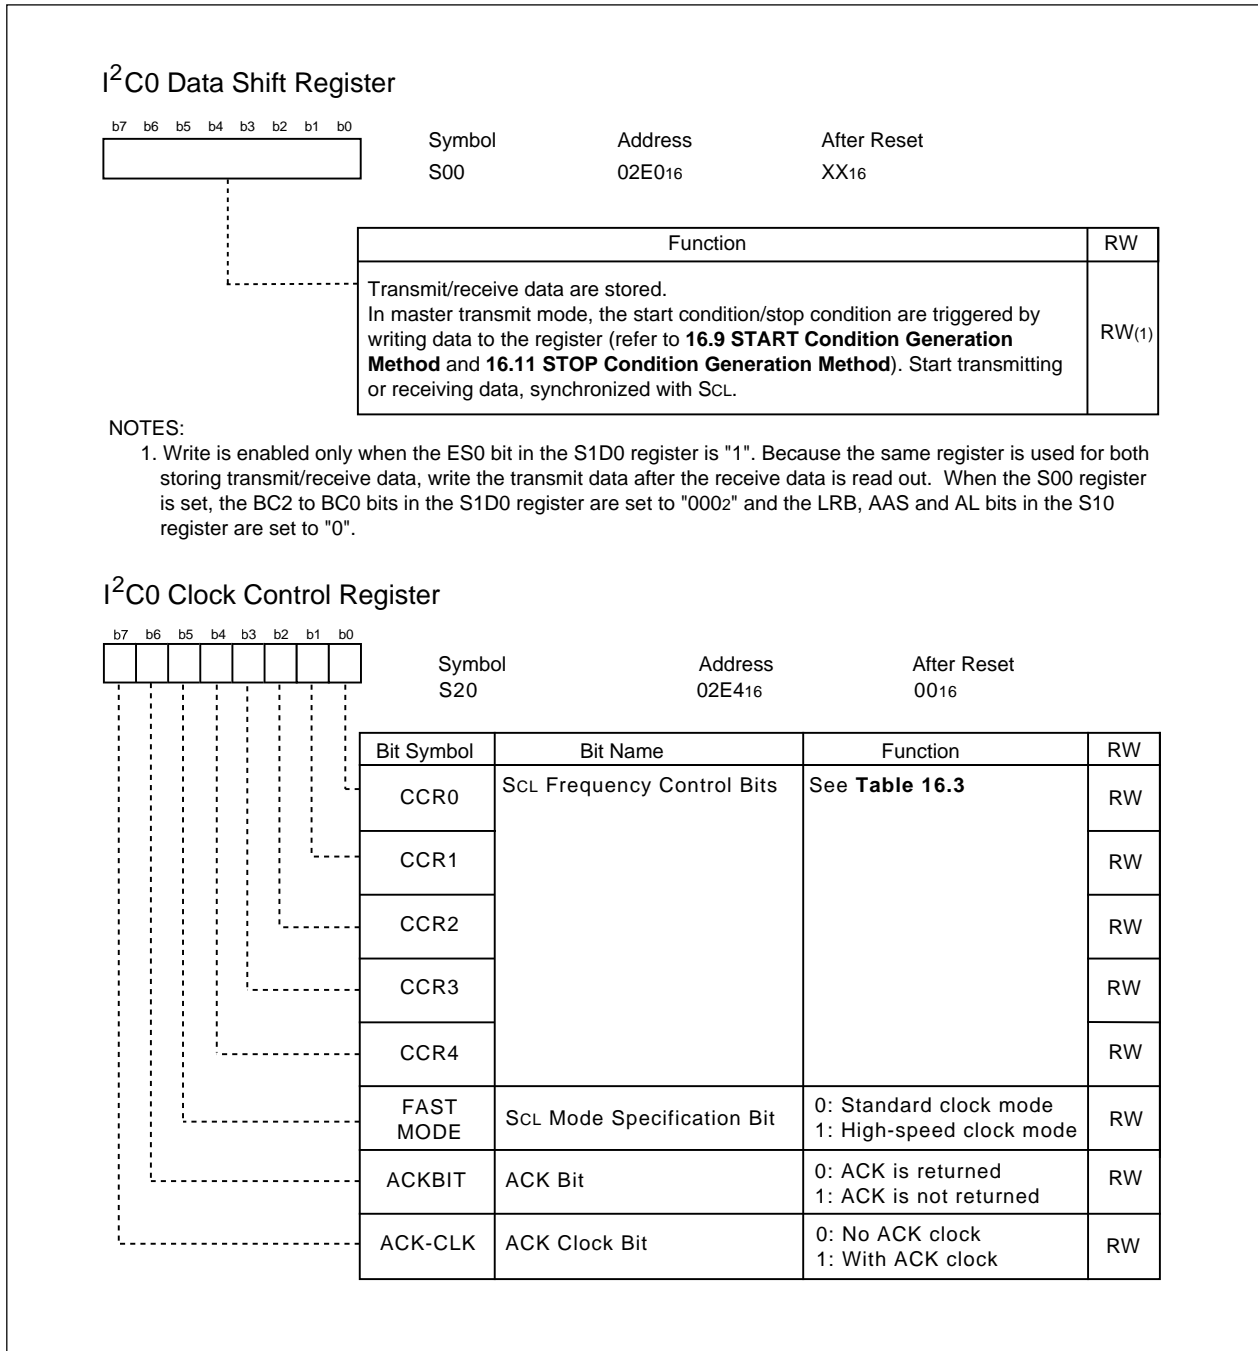 I2C0 Data Shift Register
b7 b6 b5 b4 b3 b2 b1 b0
Symbol Address After Reset
S00 02E016 XX16
Function RW
Transmit/receive data are stored.
In master transmit mode, the start condition/stop condition are triggered by
writing data to the register (refer to 16.9 START Condition Generation
Method and 16.11 STOP Condition Generation Method). Start transmitting
or receiving data, synchronized with SCL.
RW(1)
NOTES:
1. Write is enabled only when the ES0 bit in the S1D0 register is "1". Because the same register is used for both
storing transmit/receive data, write the transmit data after the receive data is read out. When the S00 register
is set, the BC2 to BC0 bits in the S1D0 register are set to "0002" and the LRB, AAS and AL bits in the S10
register are set to "0".
I2C0 Clock Control Register
b7 b6 b5 b4 b3 b2 b1 b0
Symbol Address After Reset
S20 02E416 0016
Bit Symbol Bit Name Function RW
CCR0 SCL Frequency Control Bits See Table 16.3 RW
CCR1 RW
CCR2 RW
CCR3 RW
CCR4 RW
FAST
MODE
SCL Mode Specification Bit
0: Standard clock mode
1: High-speed clock mode
RW
ACKBIT ACK Bit
0: ACK is returned
1: ACK is not returned
RW
ACK-CLK ACK Clock Bit
0: No ACK clock
1: With ACK clock
RW